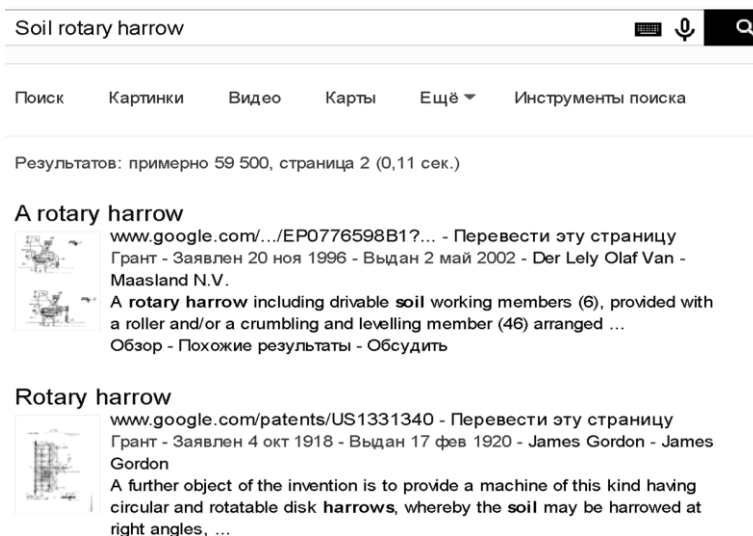 Soil rotary harrow
Поиск Картинки Видео Карты Ещё Инструменты поиска
Результатов: примерно 59 500, страница 2 (0,11 сек.)
A rotary harrow
www.google.com/.../EP0776598B1?... - Перевести эту страницу
Грант - Заявлен 20 ноя 1996 - Выдан 2 май 2002 - Der Lely Olaf Van -
Maasland N.V.
A rotary harrow including drivable soil working members (6), provided with
a roller and/or a crumbling and levelling member (46) arranged ...
Обзор - Похожие результаты - Обсудить
Rotary harrow
www.google.com/patents/US1331340 - Перевести эту страницу
Грант - Заявлен 4 окт 1918 - Выдан 17 фев 1920 - James Gordon - James
Gordon
A further object of the invention is to provide a machine of this kind having
circular and rotatable disk harrows, whereby the soil may be harrowed at
right angles, ...